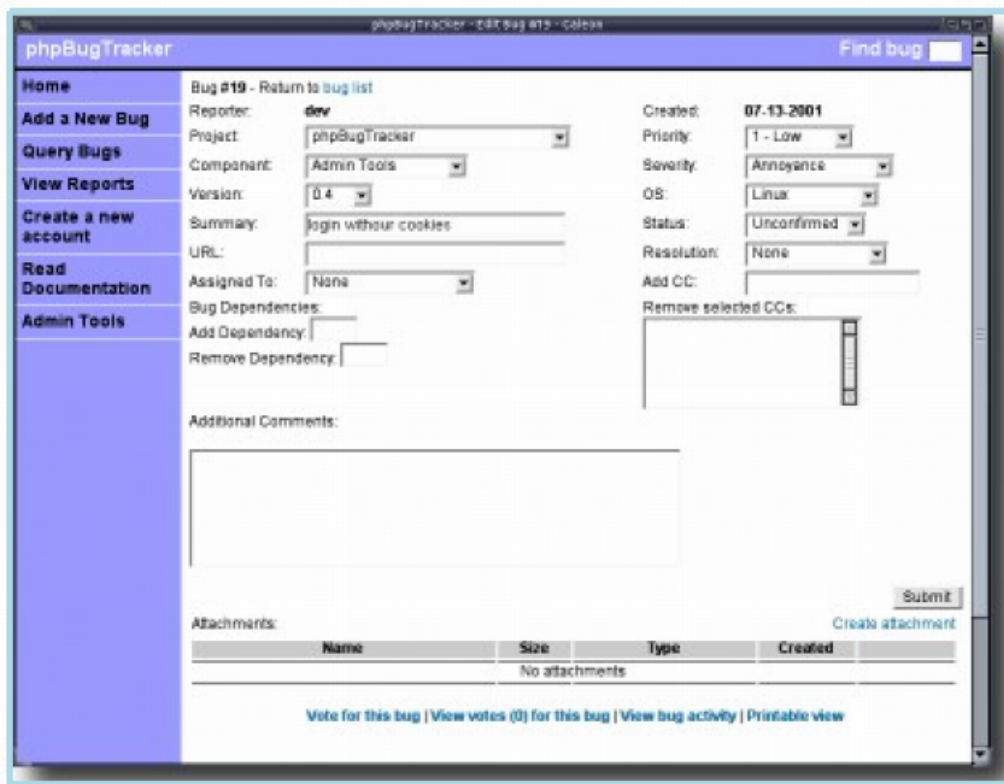 phpBugTracker - Edit Bug #19 - Galeon
phpBugTracker
Find bug
Home
Add a New Bug
Query Bugs
View Reports
Create a new
account
Read
Documentation
Admin Tools
Bug #19 - Return to bug list
Reporter: dev Created: 07-13-2001
Project: phpBugTracker Priority: 1 - Low
Component: Admin Tools Severity: Annoyance
Version: 0.4 OS: Linux
Summary: login withour cookies Status: Unconfirmed
URL: Resolution: None
Assigned To: None Add CC:
Bug Dependencies: Remove selected CCs:
Add Dependency:
Remove Dependency:
Additional Comments:
Submit
Attachments: Create attachment
Name Size Type Created
No attachments
Vote for this bug | View votes (0) for this bug | View bug activity | Printable view